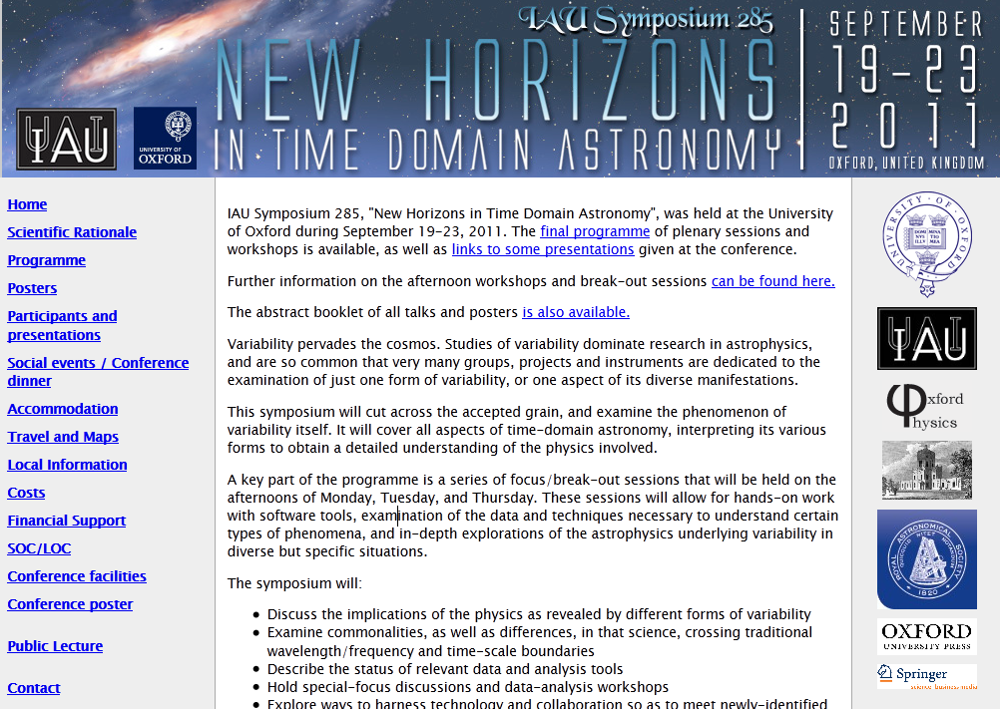 IAU Symposium 285
NEW HORIZONS
IN TIME DOMAIN ASTRONOMY
SEPTEMBER
19-23
2011
OXFORD, UNITED KINGDOM
IAU
UNIVERSITY OF
OXFORD
Home
Scientific Rationale
Programme
Posters
Participants and
presentations
Social events / Conference
dinner
Accommodation
Travel and Maps
Local Information
Costs
Financial Support
SOC/LOC
Conference facilities
Conference poster
Public Lecture
Contact
IAU Symposium 285, "New Horizons in Time Domain Astronomy", was held at the University
of Oxford during September 19-23, 2011. The final programme of plenary sessions and
workshops is available, as well as links to some presentations given at the conference.
Further information on the afternoon workshops and break-out sessions can be found here.
The abstract booklet of all talks and posters is also available.
Variability pervades the cosmos. Studies of variability dominate research in astrophysics,
and are so common that very many groups, projects and instruments are dedicated to the
examination of just one form of variability, or one aspect of its diverse manifestations.
This symposium will cut across the accepted grain, and examine the phenomenon of
variability itself. It will cover all aspects of time-domain astronomy, interpreting its various
forms to obtain a detailed understanding of the physics involved.
A key part of the programme is a series of focus/break-out sessions that will be held on the
afternoons of Monday, Tuesday, and Thursday. These sessions will allow for hands-on work
with software tools, examination of the data and techniques necessary to understand certain
types of phenomena, and in-depth explorations of the astrophysics underlying variability in
diverse but specific situations.
The symposium will:
• Discuss the implications of the physics as revealed by different forms of variability
• Examine commonalities, as well as differences, in that science, crossing traditional
wavelength/frequency and time-scale boundaries
• Describe the status of relevant data and analysis tools
• Hold special-focus discussions and data-analysis workshops
• Explore ways to harness technology and collaboration so as to meet newly-identified
UNIVERSITY OF OXFORD
IAU
Oxford
Physics
ROYAL ASTRONOMICAL SOCIETY
1820
OXFORD
UNIVERSITY PRESS
Springer
science+business media